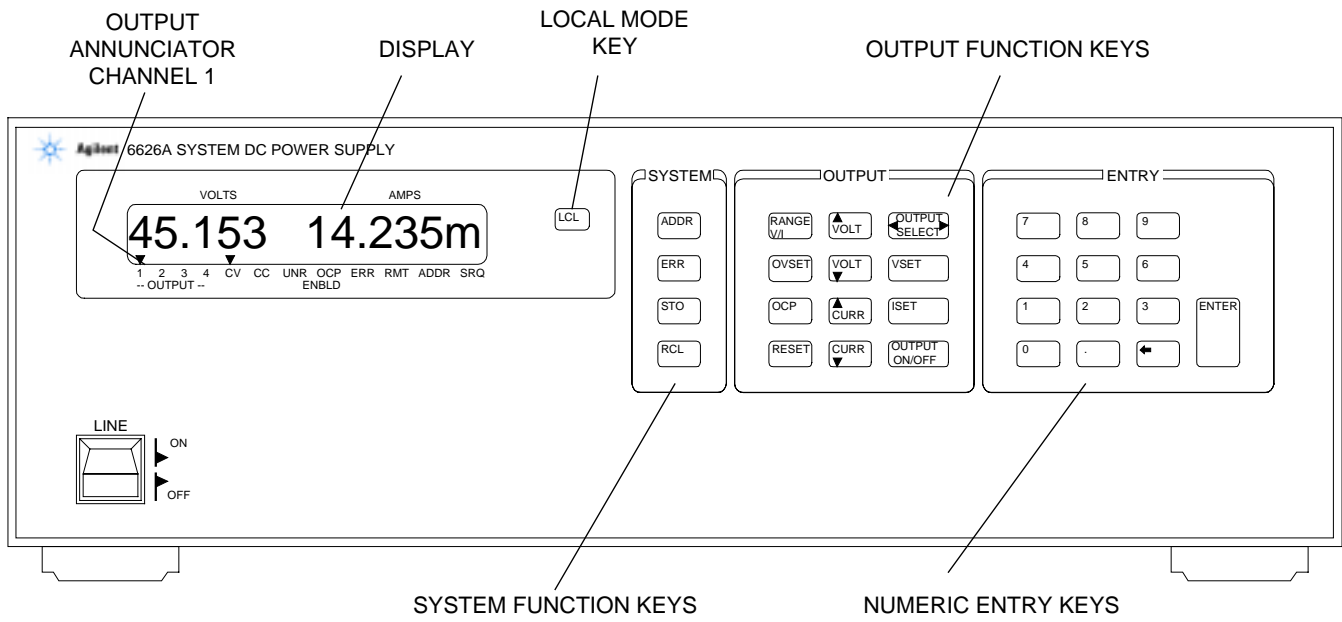 OUTPUT
ANNUNCIATOR
CHANNEL 1
DISPLAY
LOCAL MODE
KEY
OUTPUT FUNCTION KEYS
Agilent 6626A SYSTEM DC POWER SUPPLY
VOLTS AMPS
45.153 14.235m
1 2 3 4 CV CC UNR OCP ERR RMT ADDR SRQ
-- OUTPUT -- ENBLD
LCL
SYSTEM
ADDR
ERR
STO
RCL
OUTPUT
RANGE
V/I
VOLT
OUTPUT
SELECT
OVSET
VOLT
VSET
OCP
CURR
ISET
RESET
CURR
OUTPUT
ON/OFF
ENTRY
7 8 9
4 5 6
1 2 3
ENTER
0 .
LINE
ON
OFF
SYSTEM FUNCTION KEYS
NUMERIC ENTRY KEYS